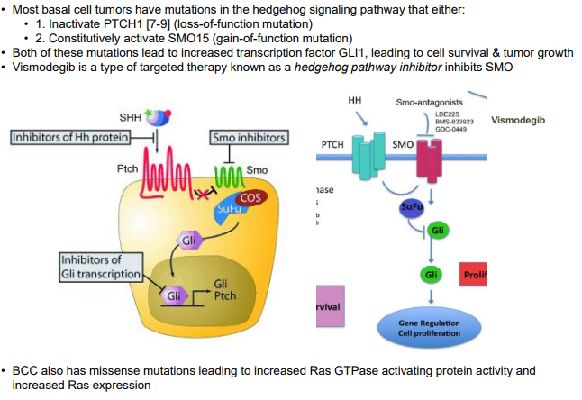 • Most basal cell tumors have mutations in the hedgehog signaling pathway that either:
• 1. Inactivate PTCH1 [7-9] (loss-of-function mutation)
• 2. Constitutively activate SMO15 (gain-of-function mutation)
• Both of these mutations lead to increased transcription factor GLI1, leading to cell survival & tumor growth
• Vismodegib is a type of targeted therapy known as a hedgehog pathway inhibitor inhibits SMO
SHH
Inhibitors of Hh protein
Smo inhibitors
Ptch
Smo
COS
SuFu
Gli
Inhibitors of
Gli transcription
Gli
Gli
Ptch
HH
Smo-antagonists
LDE225
BMS-833923
GDC-0449
Vismodegib
PTCH
SMO
nase
SuFu
Gli
Gli
Prolif
rvival
Gene Regulation
Cell proliferation
• BCC also has missense mutations leading to increased Ras GTPase activating protein activity and
increased Ras expression